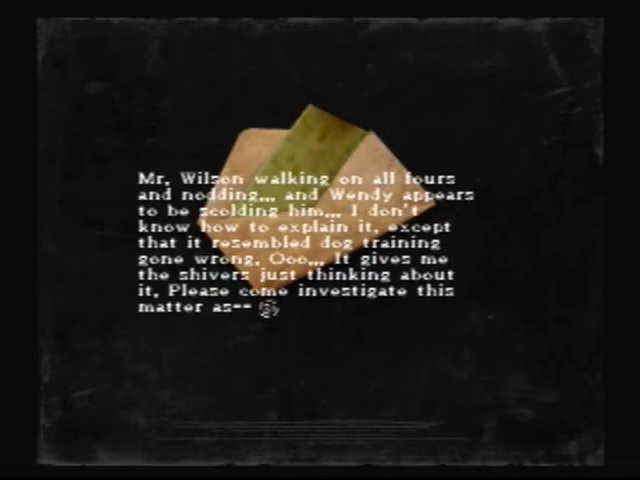 Mr. Wilson walking on all fours
and nodding... and Wendy appears
to be scolding him... I don't
know how to explain it, except
that it resembled dog training
gone wrong. Ooo... It gives me
the shivers just thinking about
it. Please come investigate this
matter as--